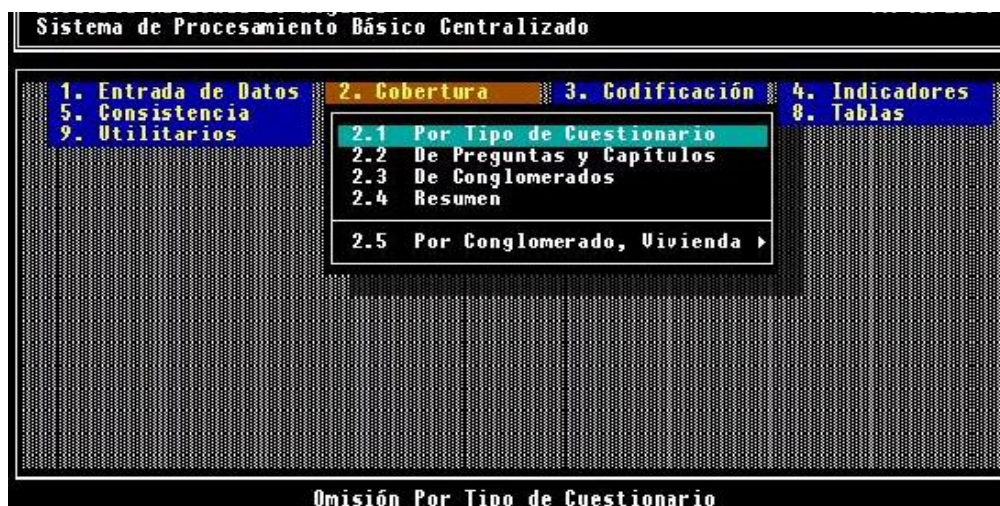 Sistema de Procesamiento Básico Centralizado
1. Entrada de Datos 2. Cobertura 3. Codificación 4. Indicadores
5. Consistencia 8. Tablas
9. Utilitarios
2.1 Por Tipo de Cuestionario
2.2 De Preguntas y Capítulos
2.3 De Conglomerados
2.4 Resumen
2.5 Por Conglomerado, Vivienda
Omisión Por Tipo de Cuestionario